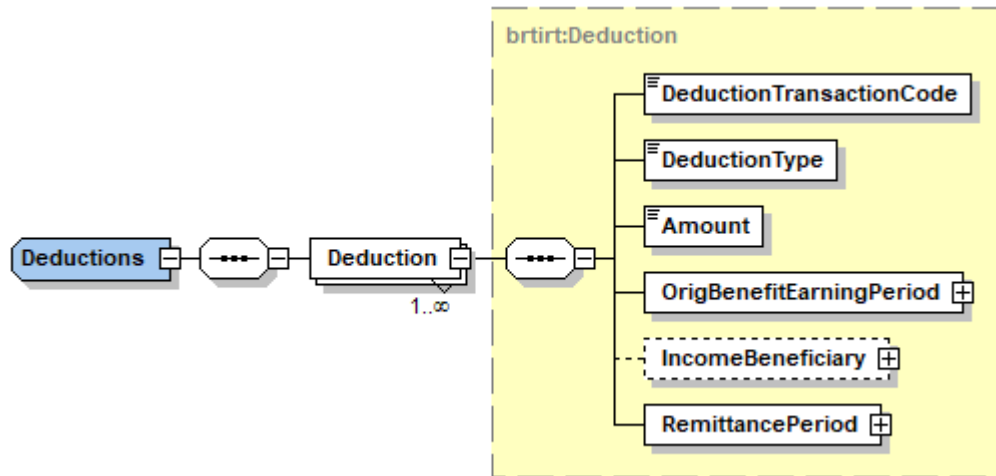 brtirt:Deduction
DeductionTransactionCode
DeductionType
Amount
Deductions
Deduction
1..∞
OrigBenefitEarningPeriod
IncomeBeneficiary
RemittancePeriod